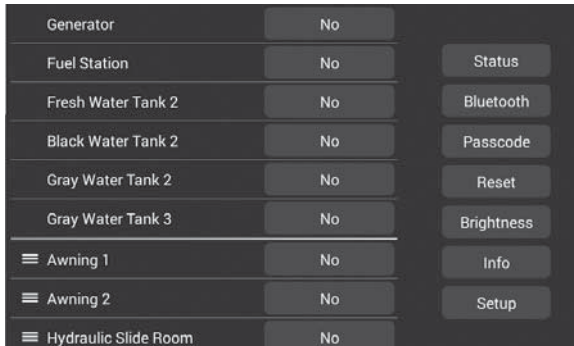 Generator No
Fuel Station No Status
Fresh Water Tank 2 No Bluetooth
Black Water Tank 2 No Passcode
Gray Water Tank 2 No Reset
Gray Water Tank 3 No Brightness
Awning 1 No Info
Awning 2 No Setup
Hydraulic Slide Room No